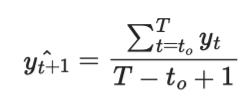 $\hat{y_{t+1}} = \frac{\sum_{t=t_o}^{T} y_t}{T - t_o + 1}$